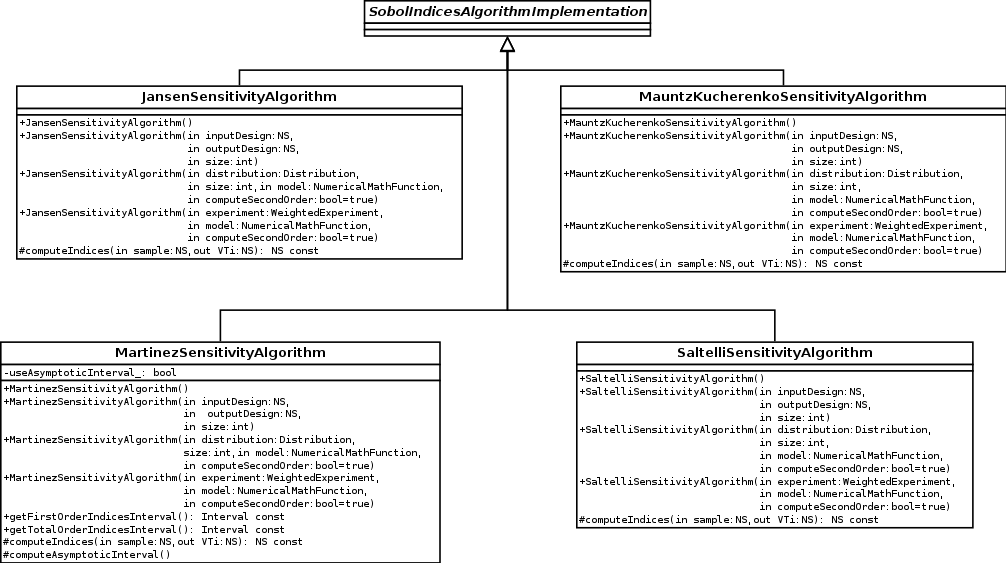 SobolIndicesAlgorithmImplementation
JansenSensitivityAlgorithm
+JansenSensitivityAlgorithm()
+JansenSensitivityAlgorithm(in inputDesign:NS,
in outputDesign:NS,
in size:int)
+JansenSensitivityAlgorithm(in distribution:Distribution,
in size:int,in model:NumericalMathFunction,
in computeSecondOrder:bool=true)
+JansenSensitivityAlgorithm(in experiment:WeightedExperiment,
in model:NumericalMathFunction,
in computeSecondOrder:bool=true)
#computeIndices(in sample:NS,out VTi:NS): NS const
MauntzKucherenkoSensitivityAlgorithm
+MauntzKucherenkoSensitivityAlgorithm()
+MauntzKucherenkoSensitivityAlgorithm(in inputDesign:NS,
in outputDesign:NS,
in size:int)
+MauntzKucherenkoSensitivityAlgorithm(in distribution:Distribution,
in size:int,
in model:NumericalMathFunction,
in computeSecondOrder:bool=true)
+MauntzKucherenkoSensitivityAlgorithm(in experiment:WeightedExperiment,
in model:NumericalMathFunction,
in computeSecondOrder:bool=true)
#computeIndices(in sample:NS,out VTi:NS): NS const
MartinezSensitivityAlgorithm
-useAsymptoticInterval_: bool
+MartinezSensitivityAlgorithm()
+MartinezSensitivityAlgorithm(in inputDesign:NS,
in outputDesign:NS,
in size:int)
+MartinezSensitivityAlgorithm(in distribution:Distribution,
size:int,in model:NumericalMathFunction,
in computeSecondOrder:bool=true)
+MartinezSensitivityAlgorithm(in experiment:WeightedExperiment,
in model:NumericalMathFunction,
in computeSecondOrder:bool=true)
+getFirstOrderIndicesInterval(): Interval const
+getTotalOrderIndicesInterval(): Interval const
#computeIndices(in sample:NS,out VTi:NS): NS const
#computeAsymptoticInterval()
SaltelliSensitivityAlgorithm
+SaltelliSensitivityAlgorithm()
+SaltelliSensitivityAlgorithm(in inputDesign:NS,
in outputDesign:NS,
in size:int)
+SaltelliSensitivityAlgorithm(in distribution:Distribution,
in size:int,
in model:NumericalMathFunction,
in computeSecondOrder:bool=true)
+SaltelliSensitivityAlgorithm(in experiment:WeightedExperiment,
in model:NumericalMathFunction,
in computeSecondOrder:bool=true)
#computeIndices(in sample:NS,out VTi:NS): NS const